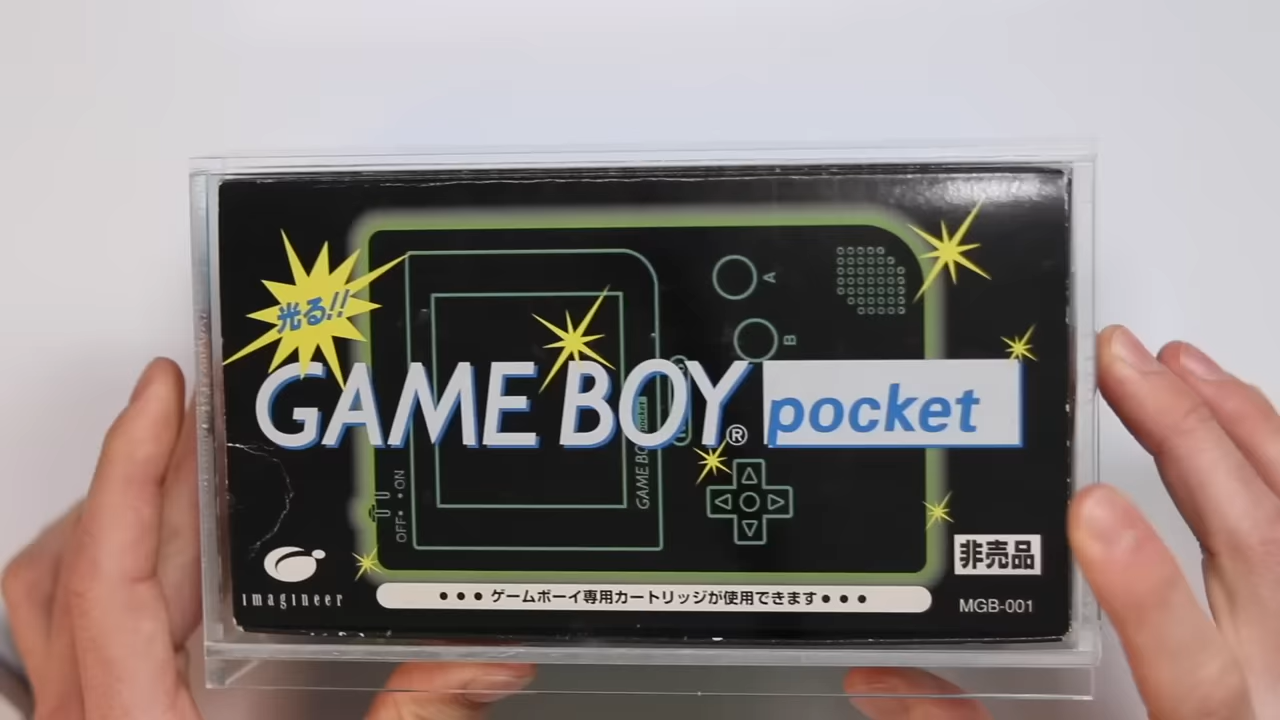 光る!!
A
B
GAME BOY® pocket
GAME BOY pocket
OFF• •ON
imagineer
•••ゲームボーイ専用カートリッジが使用できます•••
非売品
MGB-001